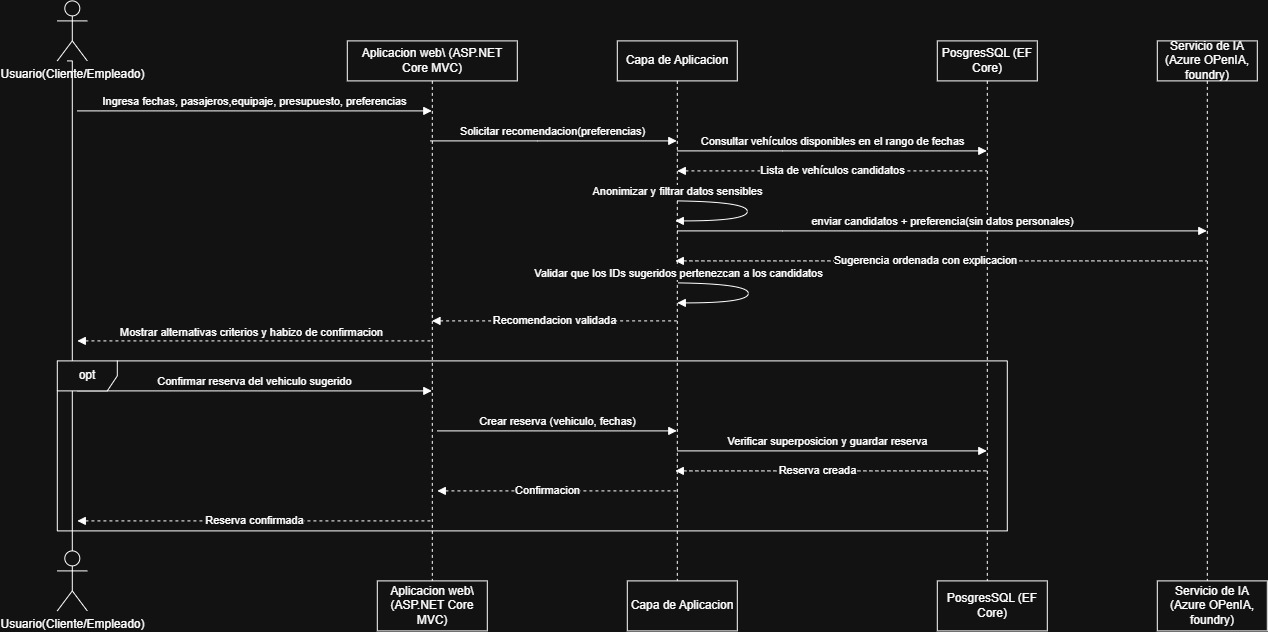 Usuario(Cliente/Empleado)
Aplicacion web\ (ASP.NET
Core MVC)
Capa de Aplicacion
PosgresSQL (EF
Core)
Servicio de IA
(Azure OPenIA,
foundry)
Ingresa fechas, pasajeros,equipaje, presupuesto, preferencias
Solicitar recomendacion(preferencias)
Consultar vehículos disponibles en el rango de fechas
Lista de vehículos candidatos
Anonimizar y filtrar datos sensibles
enviar candidatos + preferencia(sin datos personales)
Sugerencia ordenada con explicacion
Validar que los IDs sugeridos pertenezcan a los candidatos
Recomendacion validada
Mostrar alternativas criterios y habizo de confirmacion
opt
Confirmar reserva del vehiculo sugerido
Crear reserva (vehiculo, fechas)
Verificar superposicion y guardar reserva
Reserva creada
Confirmacion
Reserva confirmada
Usuario(Cliente/Empleado)
Aplicacion web\
(ASP.NET Core
MVC)
Capa de Aplicacion
PosgresSQL (EF
Core)
Servicio de IA
(Azure OPenIA,
foundry)